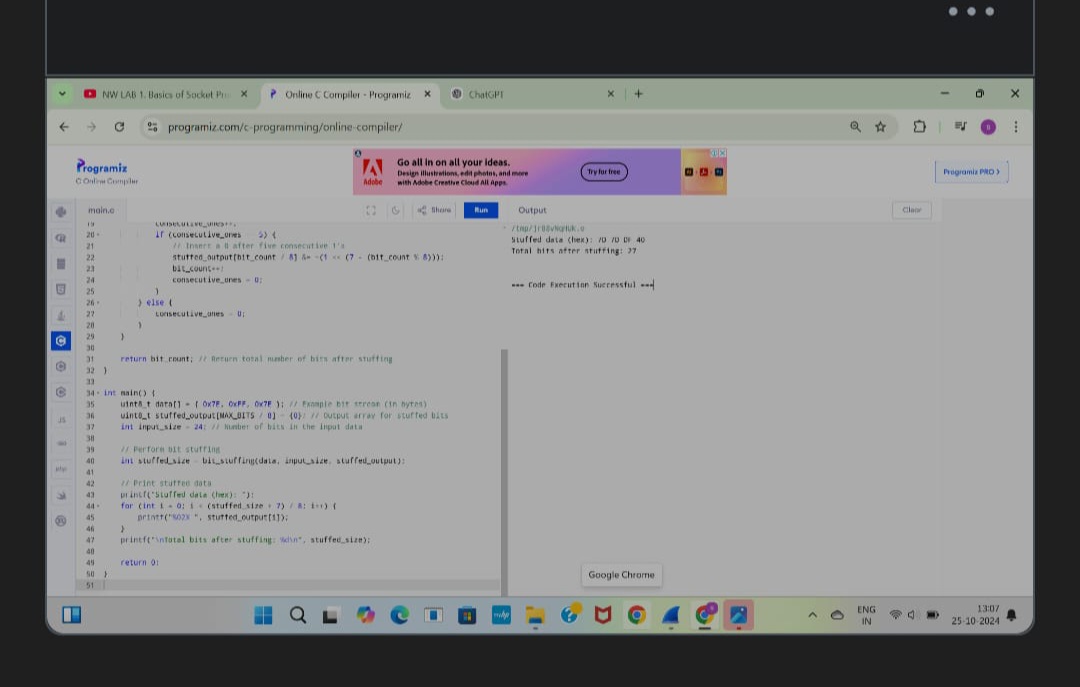 NW LAB 1. Basics of Socket Pr
Online C Compiler - Programiz
ChatGPT
programiz.com/c-programming/online-compiler/
Programiz
C Online Compiler
Adobe
Go all in on all your ideas.
Design illustrations, edit photos, and more
with Adobe Creative Cloud All Apps.
Try for free
Programiz PRO >
main.c
Share
Run
Output
Clear
19 consecutive_ones++;
20 if (consecutive_ones 5) {
21 // Insert a 0 after five consecutive 1's
22 stuffed_output[bit_count / 8] &= ~(1 << (7 - (bit_count % 8)));
23 bit_count++;
24 consecutive_ones = 0;
25 }
26 } else {
27 consecutive_ones = 0;
28 }
29 }
30
31 return bit_count; // Return total number of bits after stuffing
32 }
33
34 int main() {
35 uint8_t data[] = { 0x7E, 0xFF, 0x7E }; // Example bit stream (in bytes)
36 uint8_t stuffed_output[MAX_BITS / 8] = {0}; // Output array for stuffed bits
37 int input_size = 24; // Number of bits in the input data
38
39 // Perform bit stuffing
40 int stuffed_size = bit_stuffing(data, input_size, stuffed_output);
41
42 // Print stuffed data
43 printf("Stuffed data (hex): ");
44 for (int i = 0; i < (stuffed_size + 7) / 8; i++) {
45 printf("%02X ", stuffed_output[i]);
46 }
47 printf("\nTotal bits after stuffing: %d\n", stuffed_size);
48
49 return 0;
50 }
51
Stuffed data (hex): 7D 7D DF 40
Total bits after stuffing: 27
=== Code Execution Successful ===
JS
php
Google Chrome
ENG
IN
13:07
25-10-2024